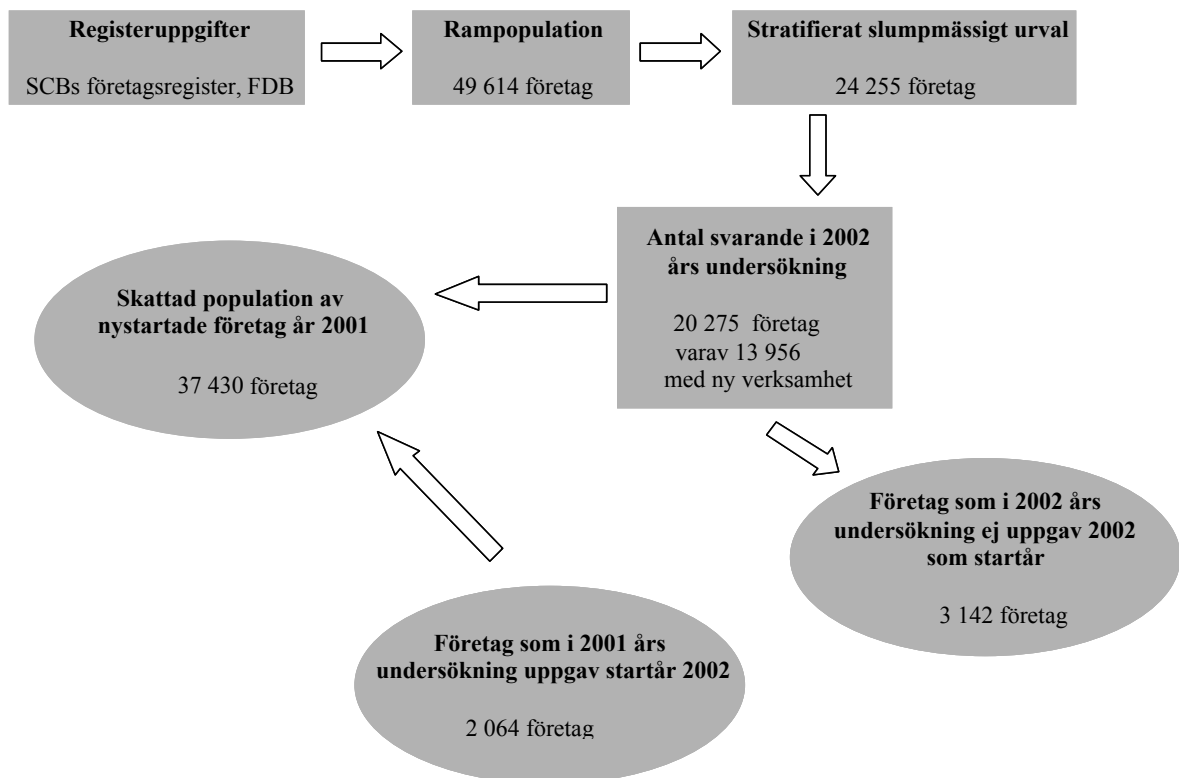 Registeruppgifter
SCBs företagsregister, FDB
Rampopulation
49 614 företag
Stratifierat slumpmässigt urval
24 255 företag
Antal svarande i 2002
års undersökning
20 275 företag
varav 13 956
med ny verksamhet
Skattad population av
nystartade företag år 2001
37 430 företag
Företag som i 2002 års
undersökning ej uppgav 2002
som startår
3 142 företag
Företag som i 2001 års
undersökning uppgav startår 2002
2 064 företag